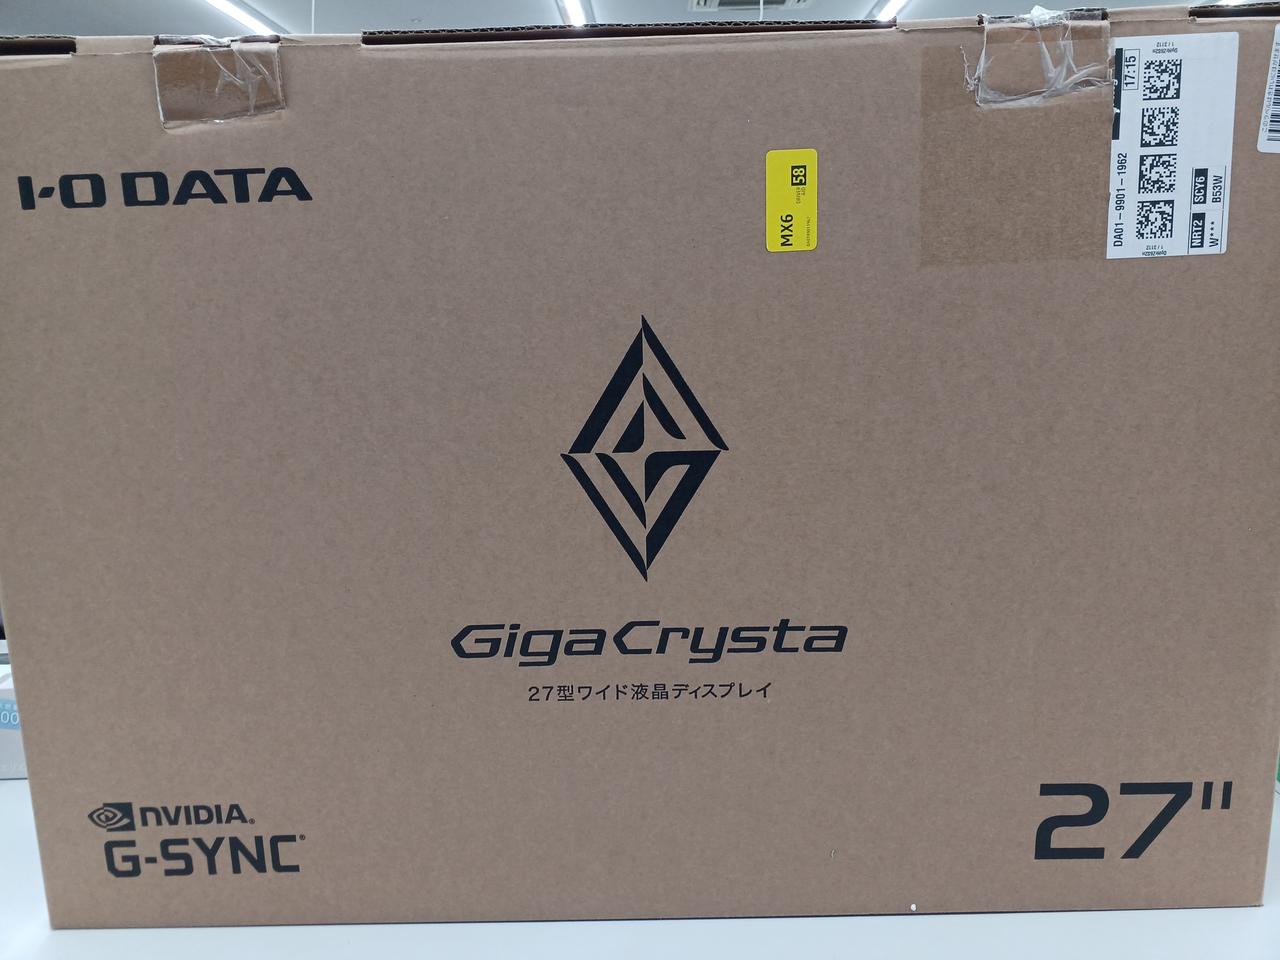 I-O DATA
MX6
58
17:15
DA01-9901-1962
NRT2
SCY6
W***
B53W
GigaCrysta
27型ワイド液晶ディスプレイ
NVIDIA.
G-SYNC
27"